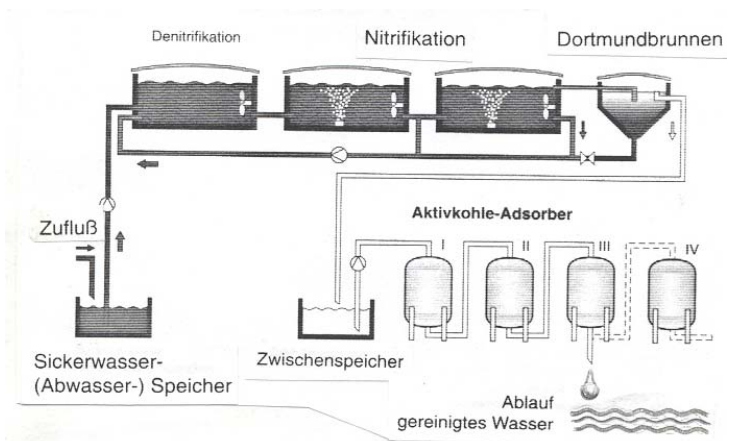 Denitrifikation
Nitrifikation
Dortmundbrunnen
Zufluß
Aktivkohle-Adsorber
I
II
III
IV
Sickerwasser-
(Abwasser-) Speicher
Zwischenspeicher
Ablauf
gereinigtes Wasser